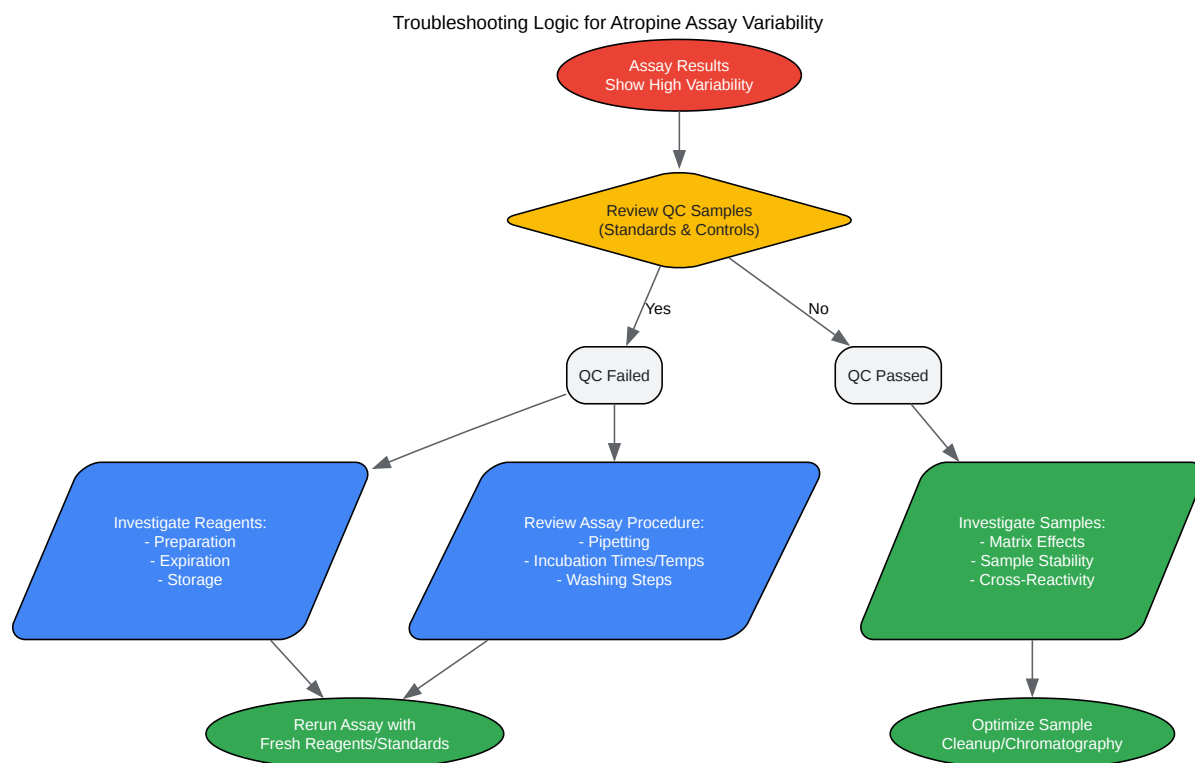 Troubleshooting Logic for Atropine Assay Variability
Assay Results
Show High Variability
Review QC Samples
(Standards & Controls)
Yes
No
QC Failed
QC Passed
Investigate Reagents:
- Preparation
- Expiration
- Storage
Review Assay Procedure:
- Pipetting
- Incubation Times/Temps
- Washing Steps
Investigate Samples:
- Matrix Effects
- Sample Stability
- Cross-Reactivity
Rerun Assay with
Fresh Reagents/Standards
Optimize Sample
Cleanup/Chromatography